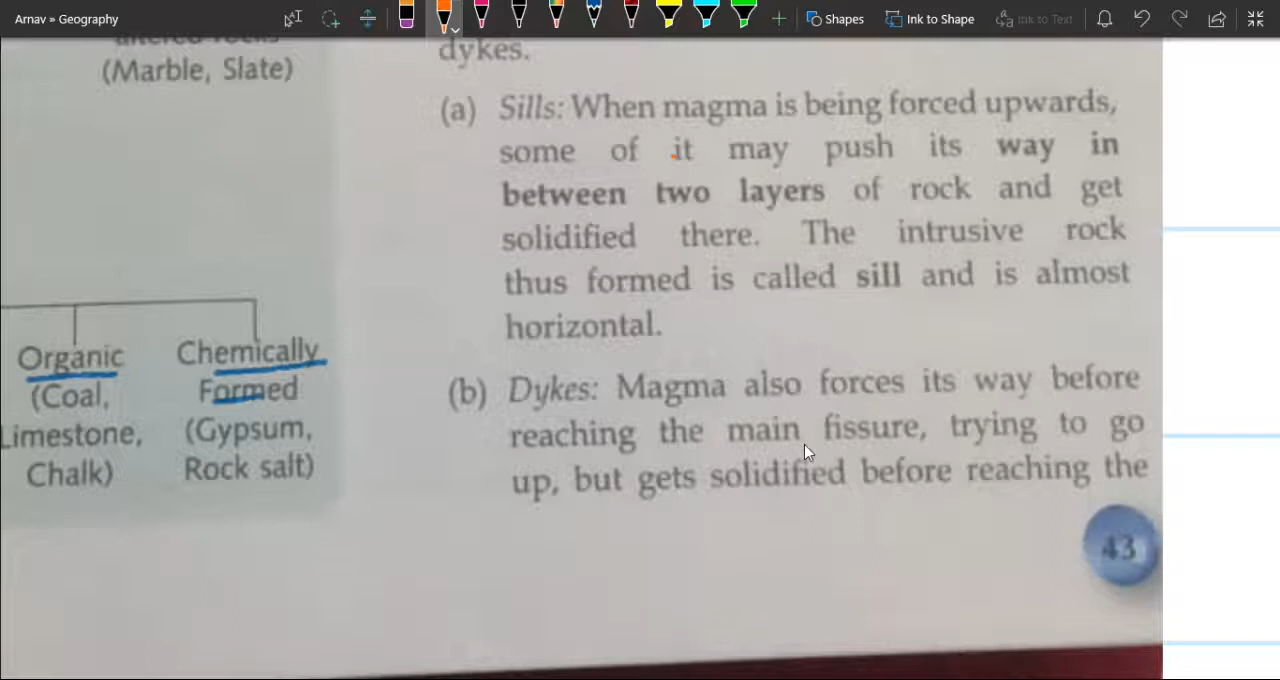 Arnav » Geography
Shapes
Ink to Shape
Ink to Text
altered rocks
(Marble, Slate)
Organic
(Coal,
Limestone,
Chalk)
Chemically
Formed
(Gypsum,
Rock salt)
dykes.
(a) Sills: When magma is being forced upwards,
some of it may push its way in
between two layers of rock and get
solidified there. The intrusive rock
thus formed is called sill and is almost
horizontal.
(b) Dykes: Magma also forces its way before
reaching the main fissure, trying to go
up, but gets solidified before reaching the
43